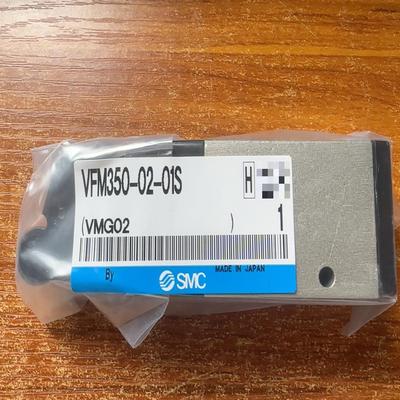 VFM350-02-01S
H
(VMG02 )
1
By
SMC
MADE IN JAPAN